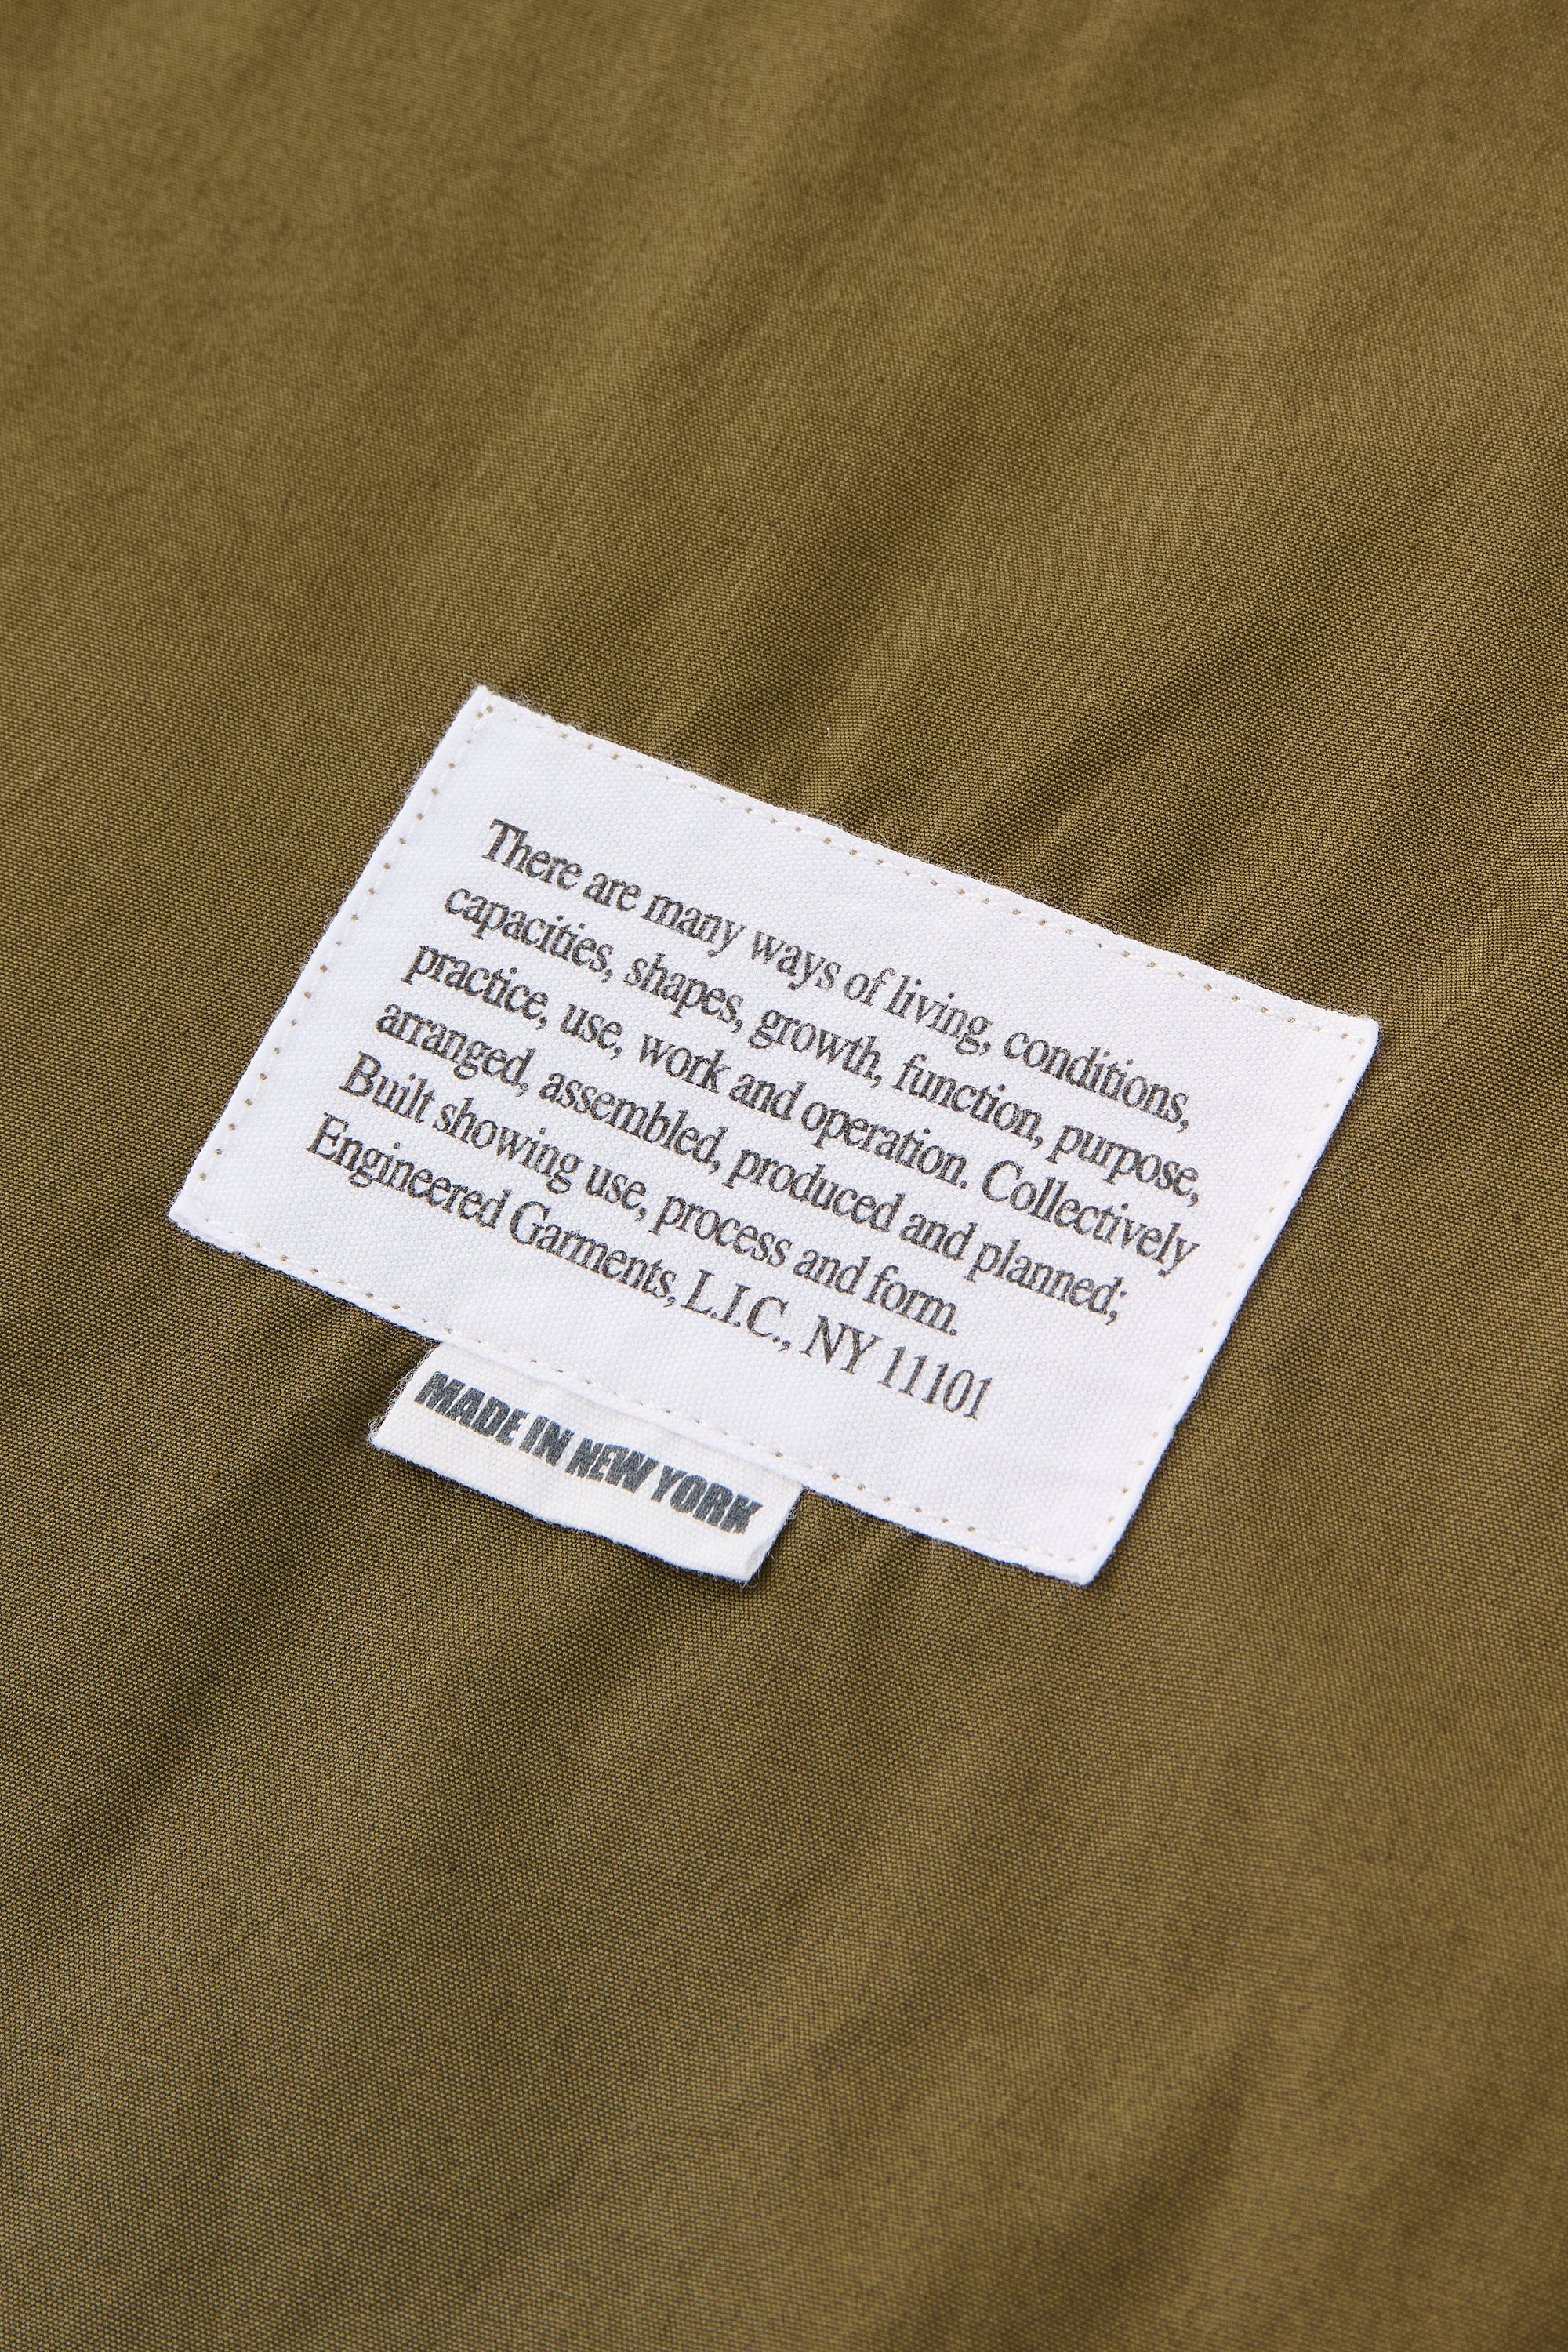 There are many ways of living, conditions,
capacities, shapes, growth, function, purpose,
practice, use, work and operation. Collectively
arranged, assembled, produced and planned;
Built showing use, process and form.
Engineered Garments, L.I.C., NY 11101
MADE IN NEW YORK